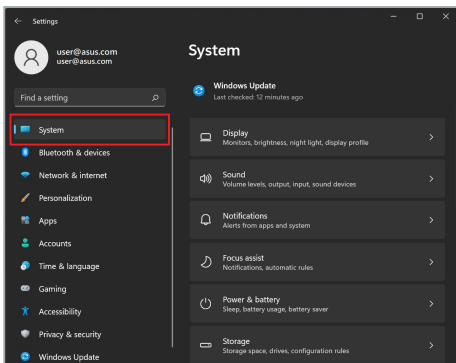 Settings
user@asus.com
user@asus.com
Find a setting
System
Bluetooth & devices
Network & internet
Personalization
Apps
Accounts
Time & language
Gaming
Accessibility
Privacy & security
Windows Update
System
Windows Update
Last checked: 12 minutes ago
Display
Monitors, brightness, night light, display profile
Sound
Volume levels, output, input, sound devices
Notifications
Alerts from apps and system
Focus assist
Notifications, automatic rules
Power & battery
Sleep, battery usage, battery saver
Storage
Storage space, drives, configuration rules